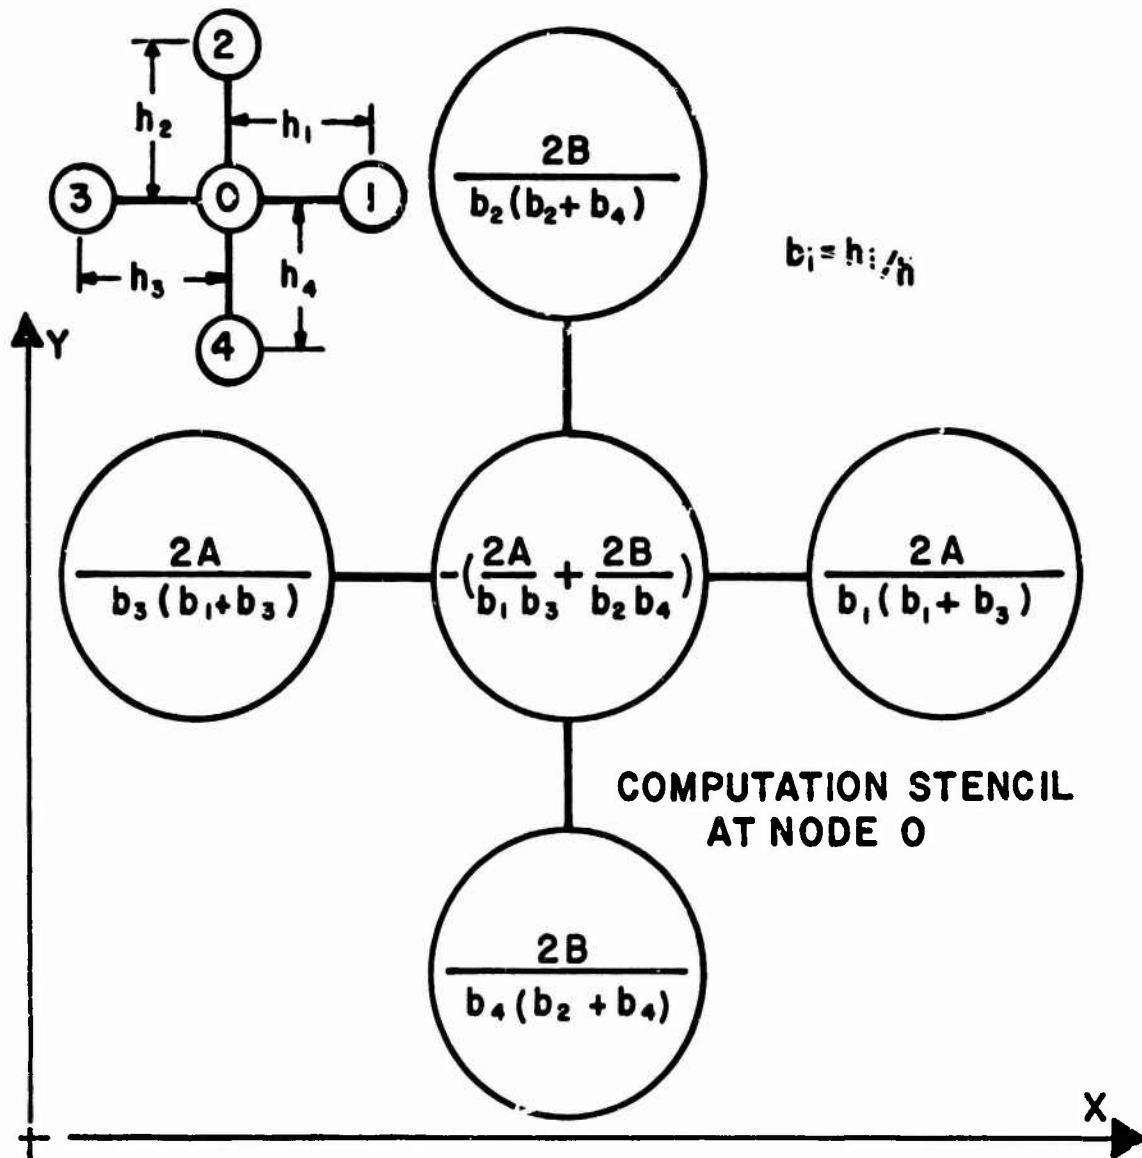 2
h₂
h₁
3
0
1
h₃
h₄
4
2B
b₂(b₂+ b₄)
bᵢ = hᵢ/h
Y
2A
b₃(b₁+b₃)
-(2A/b₁b₃ + 2B/b₂b₄)
2A
b₁(b₁+ b₃)
COMPUTATION STENCIL
AT NODE 0
2B
b₄(b₂ + b₄)
X